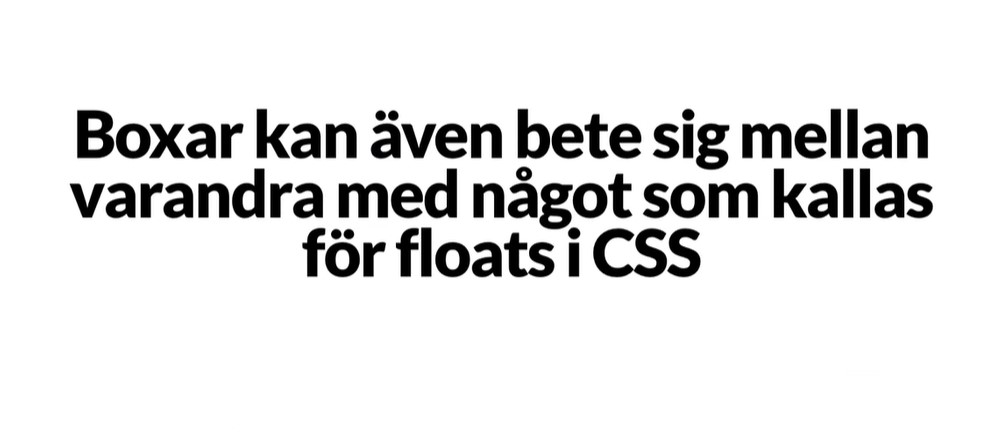 Boxar kan även bete sig mellan
varandra med något som kallas
för floats i CSS